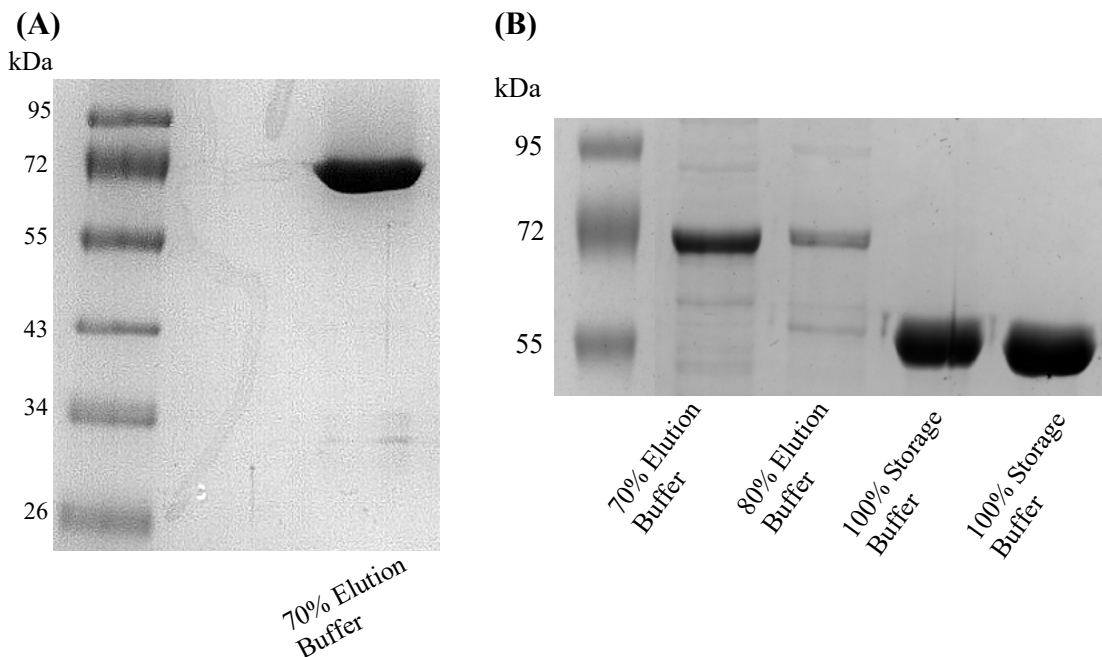 (A)
kDa
95
72
55
43
34
26
70% Elution
Buffer
(B)
kDa
95
72
55
70% Elution
Buffer
80% Elution
Buffer
100% Storage
Buffer
100% Storage
Buffer